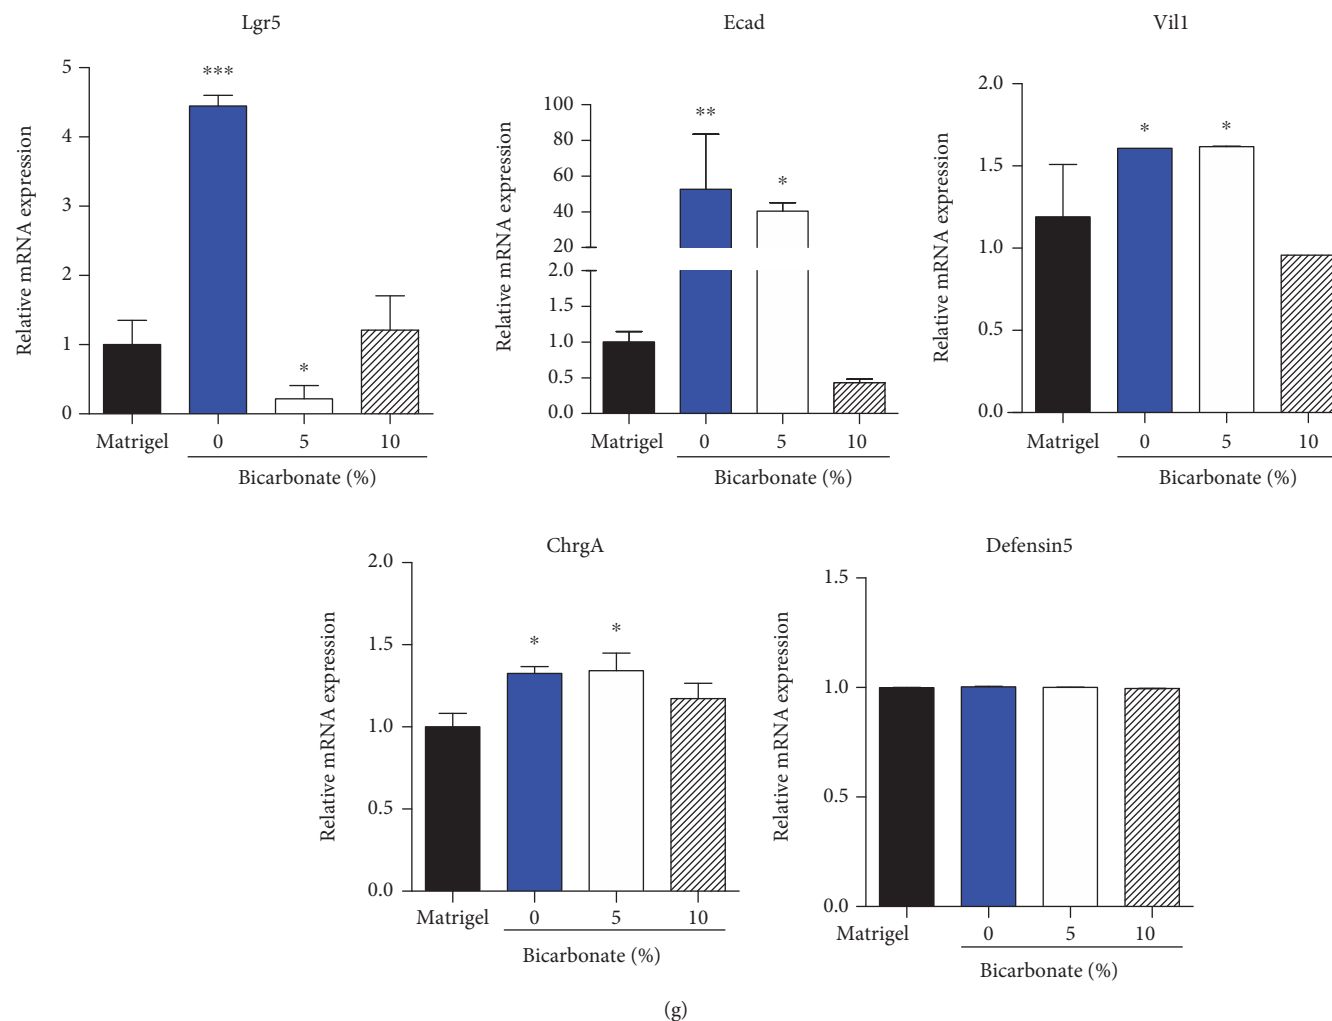 Lgr5
***
*
Relative mRNA expression
5
4
3
2
1
0
Matrigel 0 5 10
Bicarbonate (%)
Ecad
**
*
Relative mRNA expression
100
80
60
40
20
2.0
1.5
1.0
0.5
0.0
Matrigel 0 5 10
Bicarbonate (%)
Vil1
* *
Relative mRNA expression
2.0
1.5
1.0
0.5
0.0
Matrigel 0 5 10
Bicarbonate (%)
ChrgA
* *
Relative mRNA expression
2.0
1.5
1.0
0.5
0.0
Matrigel 0 5 10
Bicarbonate (%)
Defensin5
Relative mRNA expression
1.5
1.0
0.5
0.0
Matrigel 0 5 10
Bicarbonate (%)
(g)